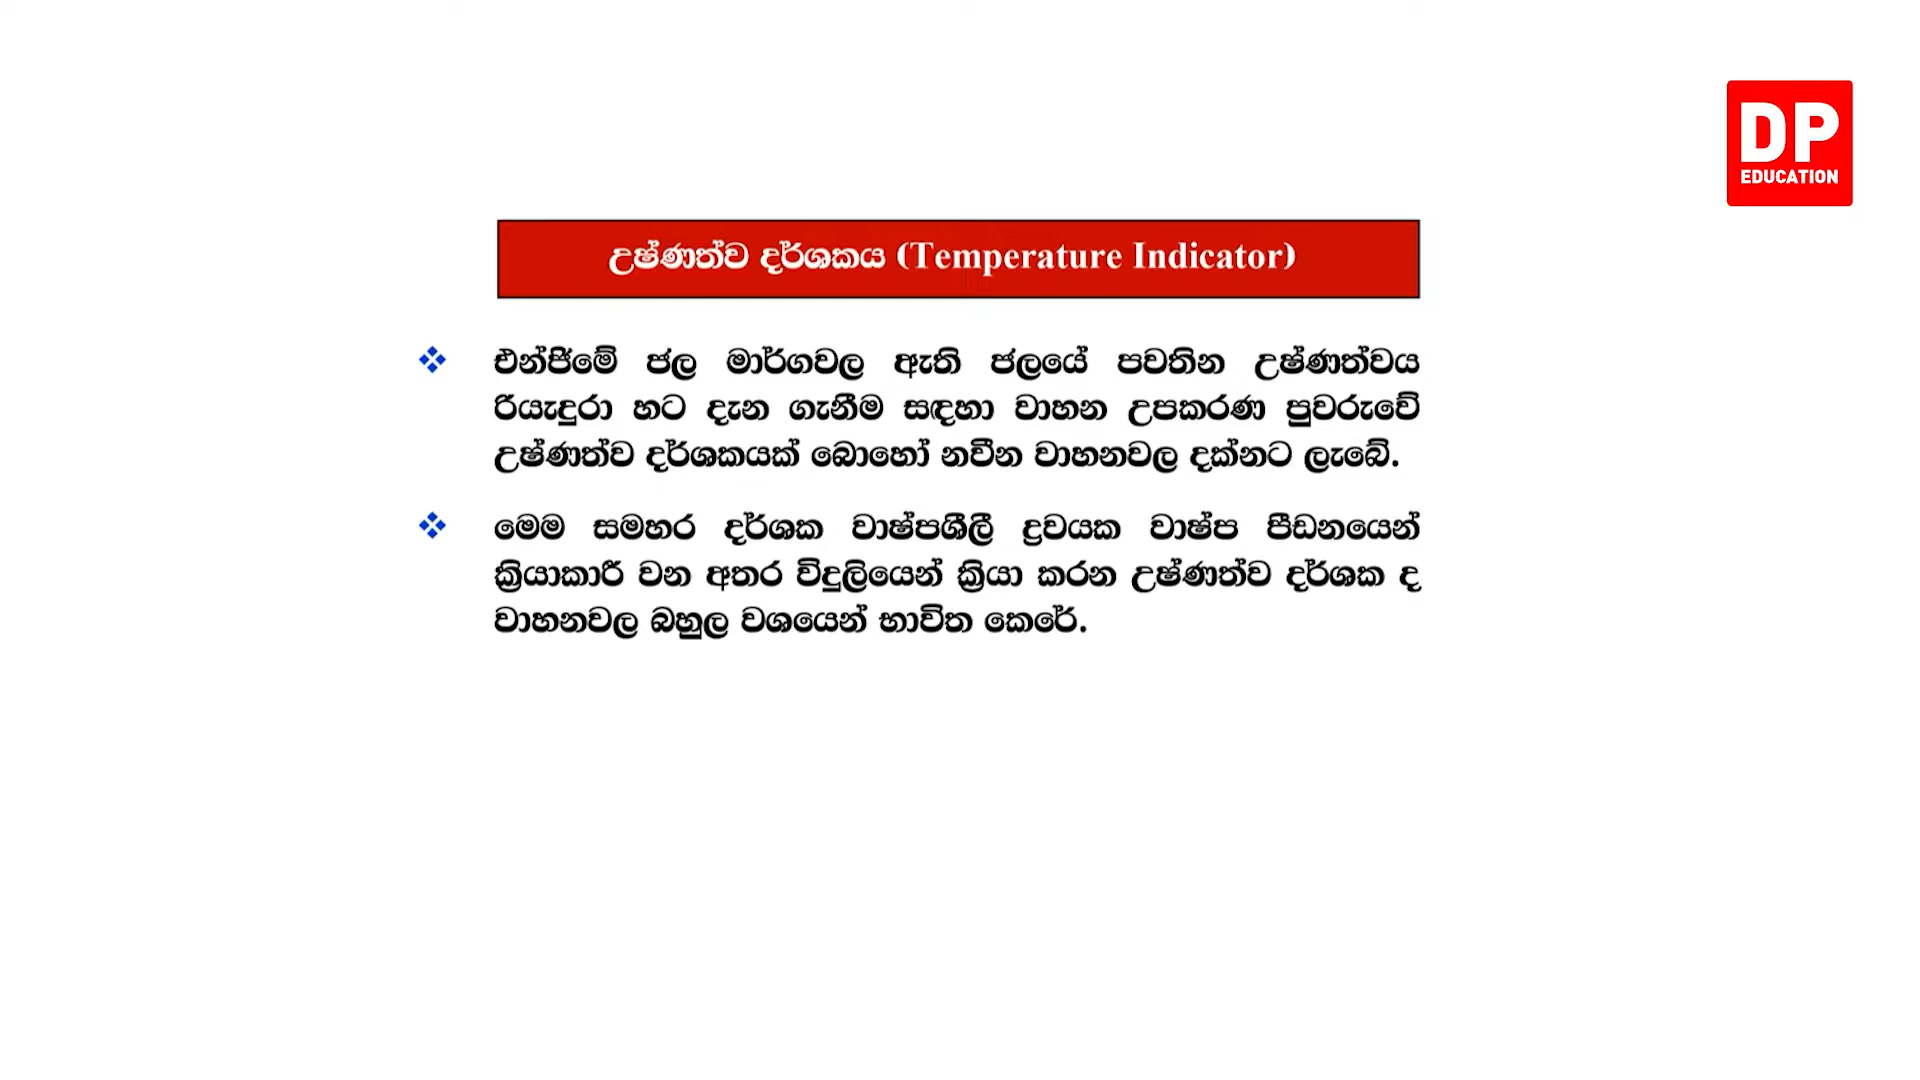 DP
EDUCATION
උෂ්ණත්ව දර්ශකය (Temperature Indicator)
එන්ජිමේ ජල මාර්ගවල ඇති ජලයේ පවතින උෂ්ණත්වය
රියැදුරා හට දැන ගැනීම සඳහා වාහන උපකරණ පුවරුවේ
උෂ්ණත්ව දර්ශකයක් බොහෝ නවීන වාහනවල දක්නට ලැබේ.
මෙම සමහර දර්ශක වාෂ්පශීලී ද්‍රවයක වාෂ්ප පීඩනයෙන්
ක්‍රියාකාරී වන අතර විදුලියෙන් ක්‍රියා කරන උෂ්ණත්ව දර්ශක ද
වාහනවල බහුල වශයෙන් භාවිත කෙරේ.